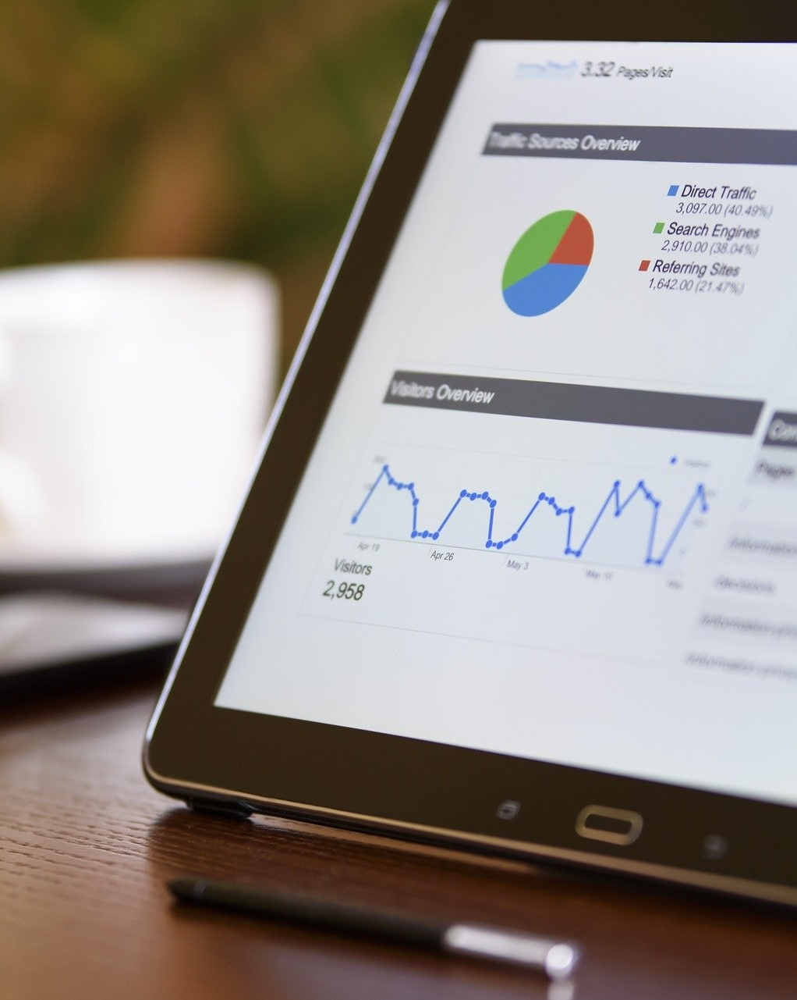 3.32 Pages/Visit
Traffic Sources Overview
Direct Traffic
3,097.00 (40.49%)
Search Engines
2,910.00 (38.04%)
Referring Sites
1,642.00 (21.47%)
Visitors Overview
Apr 19
Apr 26
May 3
May 10
Visitors
2,958
Con
Pages